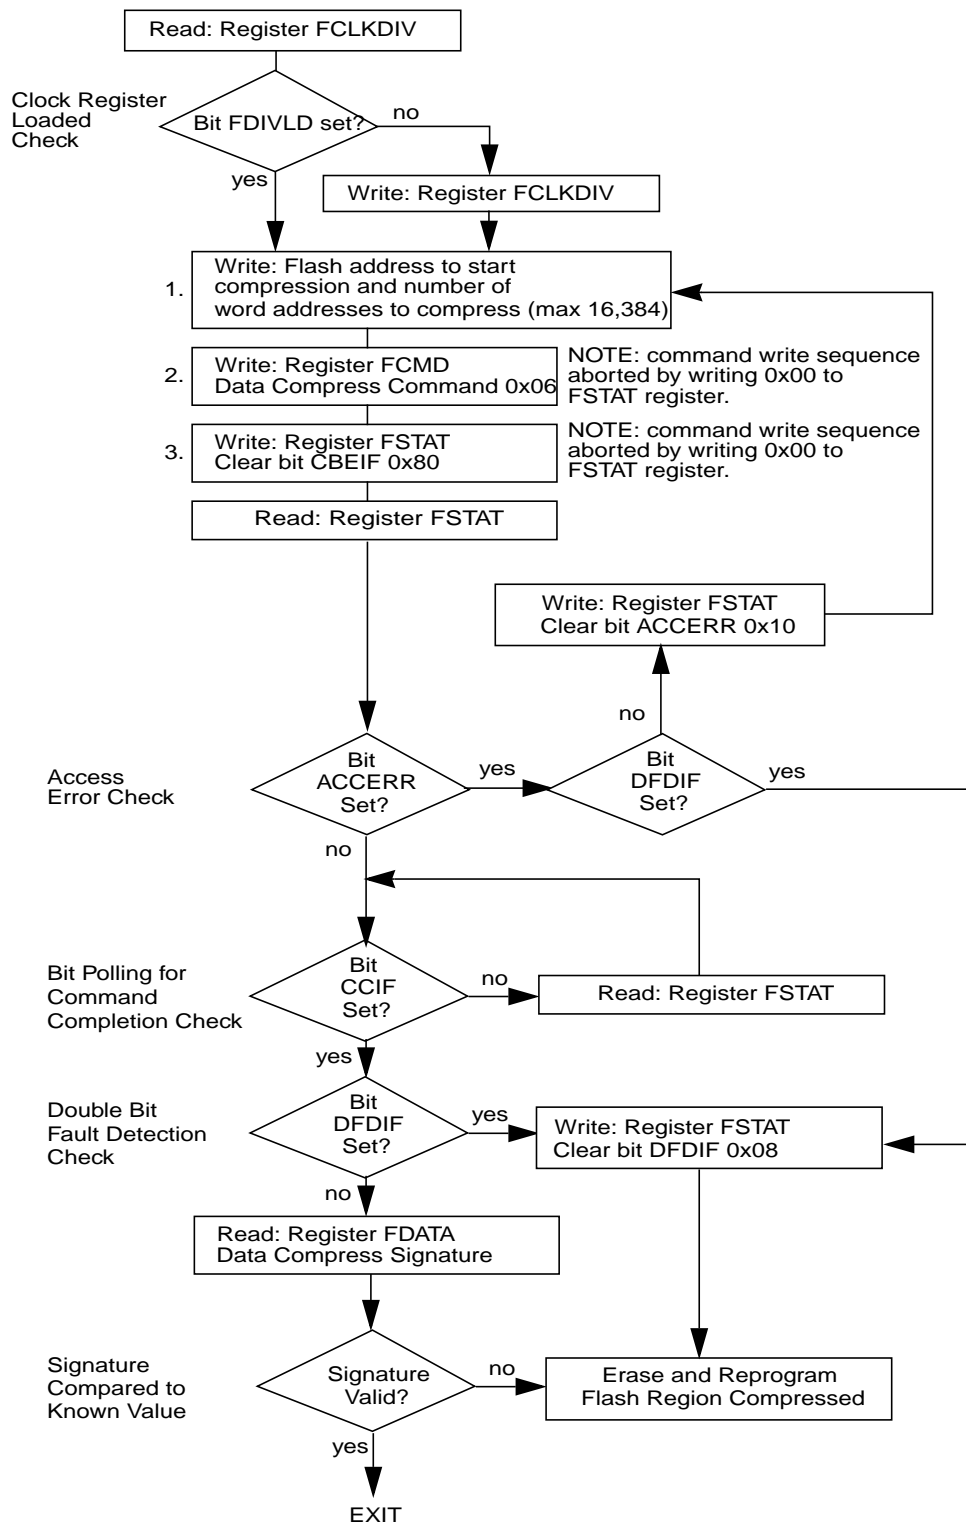 Read: Register FCLKDIV
Clock Register
Loaded
Check
Bit FDIVLD set?
no
yes
Write: Register FCLKDIV
1.
Write: Flash address to start
compression and number of
word addresses to compress (max 16,384)
2.
Write: Register FCMD
Data Compress Command 0x06
NOTE: command write sequence
aborted by writing 0x00 to
FSTAT register.
3.
Write: Register FSTAT
Clear bit CBEIF 0x80
NOTE: command write sequence
aborted by writing 0x00 to
FSTAT register.
Read: Register FSTAT
Write: Register FSTAT
Clear bit ACCERR 0x10
no
Access
Error Check
Bit
ACCERR
Set?
yes
Bit
DFDIF
Set?
yes
no
Bit Polling for
Command
Completion Check
Bit
CCIF
Set?
no
Read: Register FSTAT
yes
Double Bit
Fault Detection
Check
Bit
DFDIF
Set?
yes
Write: Register FSTAT
Clear bit DFDIF 0x08
no
Read: Register FDATA
Data Compress Signature
Signature
Compared to
Known Value
Signature
Valid?
no
Erase and Reprogram
Flash Region Compressed
yes
EXIT